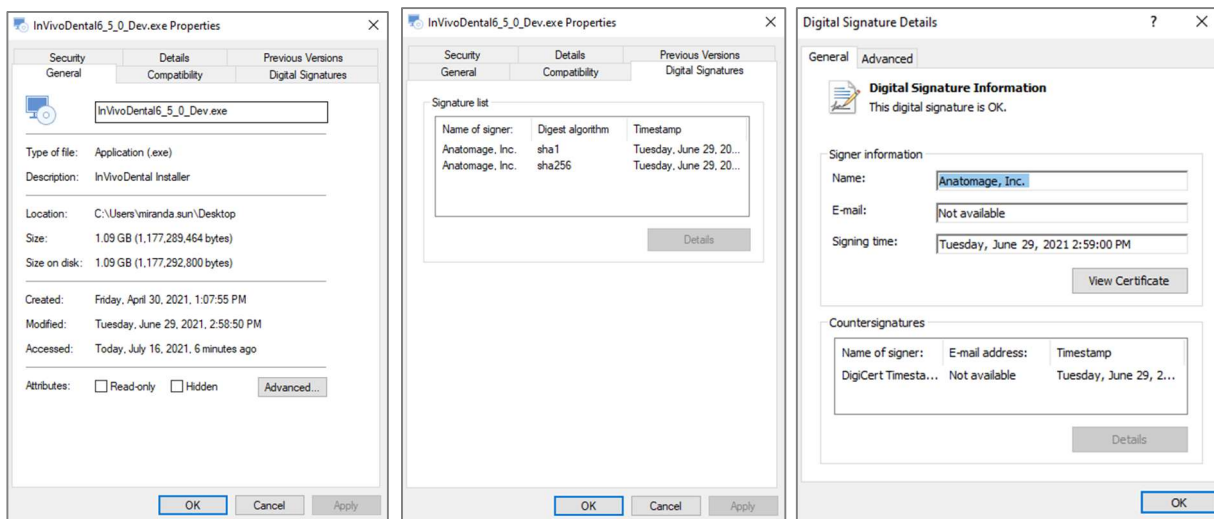 InVivoDental6_5_0_Dev.exe Properties
Security Details Previous Versions
General Compatibility Digital Signatures
InVivoDental6_5_0_Dev.exe
Type of file: Application (.exe)
Description: InVivoDental Installer
Location: C:\Users\miranda.sun\Desktop
Size: 1.09 GB (1,177,289,464 bytes)
Size on disk: 1.09 GB (1,177,292,800 bytes)
Created: Friday, April 30, 2021, 1:07:55 PM
Modified: Tuesday, June 29, 2021, 2:58:50 PM
Accessed: Today, July 16, 2021, 6 minutes ago
Attributes: Read-only Hidden Advanced...
OK Cancel Apply
InVivoDental6_5_0_Dev.exe Properties
Security Details Previous Versions
General Compatibility Digital Signatures
Signature list
Name of signer: Digest algorithm Timestamp
Anatomage, Inc. sha1 Tuesday, June 29, 20...
Anatomage, Inc. sha256 Tuesday, June 29, 20...
Details
OK Cancel Apply
Digital Signature Details ?
General Advanced
Digital Signature Information
This digital signature is OK.
Signer information
Name: Anatomage, Inc.
E-mail: Not available
Signing time: Tuesday, June 29, 2021 2:59:00 PM
View Certificate
Countersignatures
Name of signer: E-mail address: Timestamp
DigiCert Timesta... Not available Tuesday, June 29, 2...
Details
OK